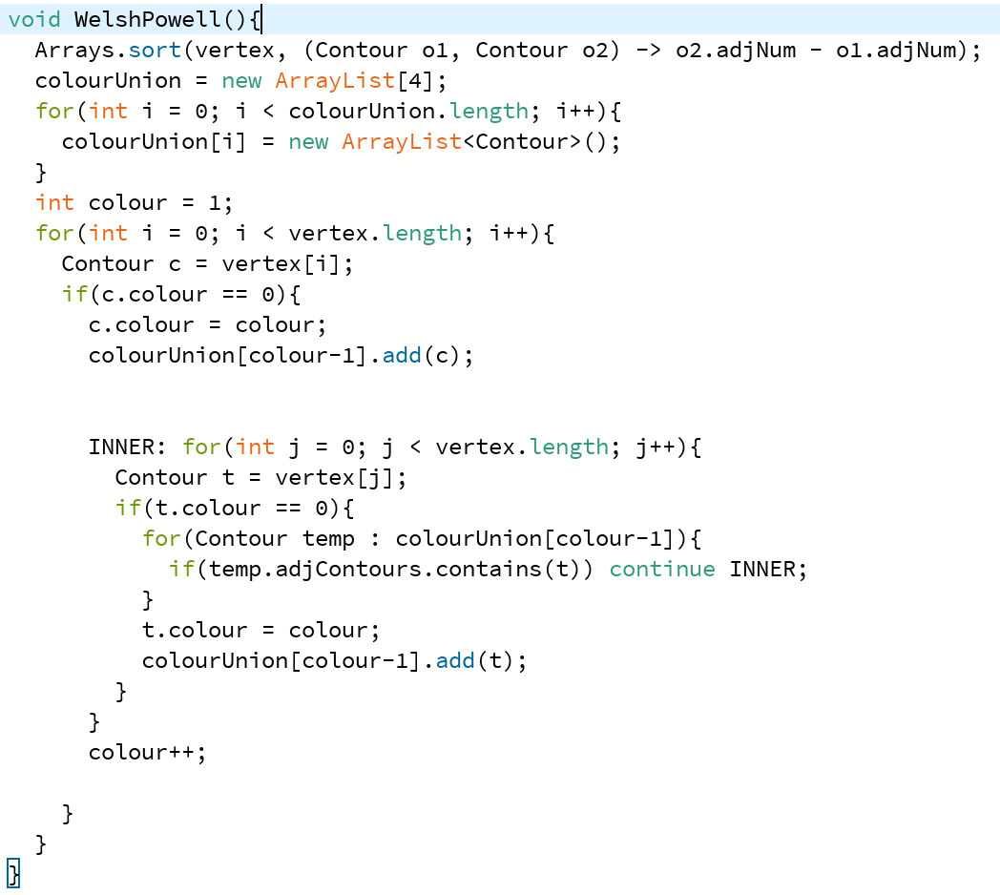 void WelshPowell(){
  Arrays.sort(vertex, (Contour o1, Contour o2) -> o2.adjNum - o1.adjNum);
  colourUnion = new ArrayList[4];
  for(int i = 0; i < colourUnion.length; i++){
    colourUnion[i] = new ArrayList<Contour>();
  }
  int colour = 1;
  for(int i = 0; i < vertex.length; i++){
    Contour c = vertex[i];
    if(c.colour == 0){
      c.colour = colour;
      colourUnion[colour-1].add(c);
      INNER: for(int j = 0; j < vertex.length; j++){
        Contour t = vertex[j];
        if(t.colour == 0){
          for(Contour temp : colourUnion[colour-1]){
            if(temp.adjContours.contains(t)) continue INNER;
          }
          t.colour = colour;
          colourUnion[colour-1].add(t);
        }
      }
      colour++;
    }
  }
}